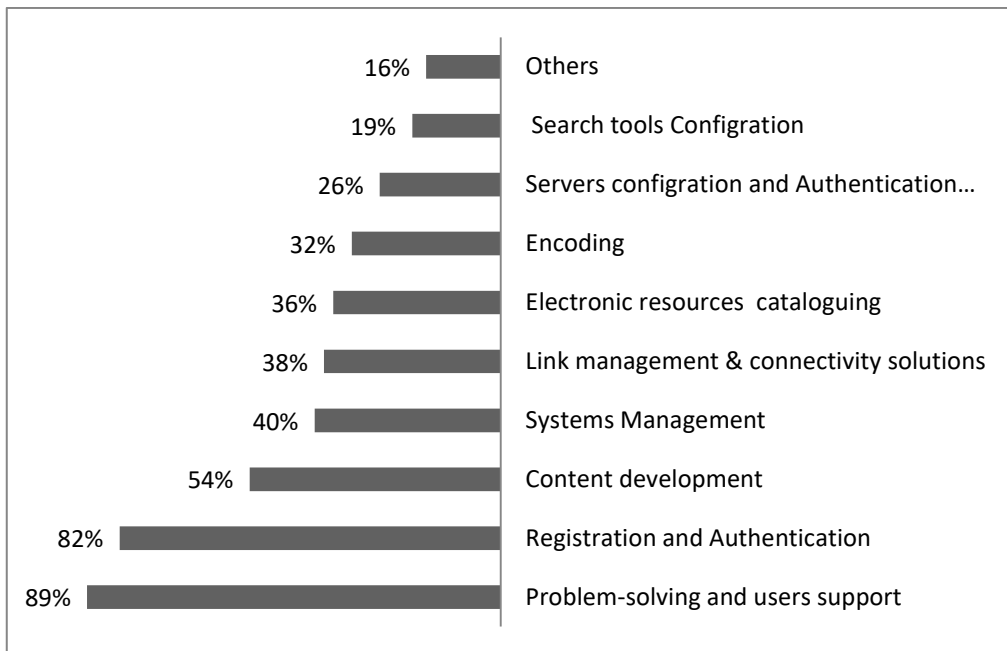 16% Others
19% Search tools Configration
26% Servers configration and Authentication…
32% Encoding
36% Electronic resources cataloguing
38% Link management & connectivity solutions
40% Systems Management
54% Content development
82% Registration and Authentication
89% Problem-solving and users support